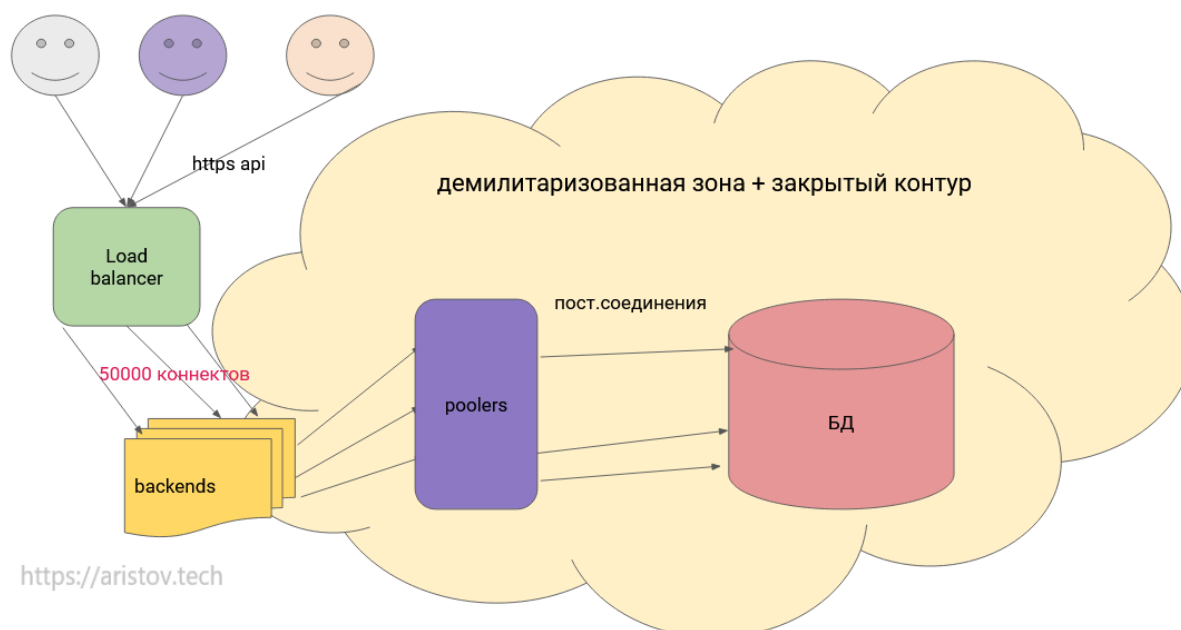 https api
демилитаризованная зона + закрытый контур
Load
balancer
пост.соединения
50000 коннектов
poolers
БД
backends
https://aristov.tech